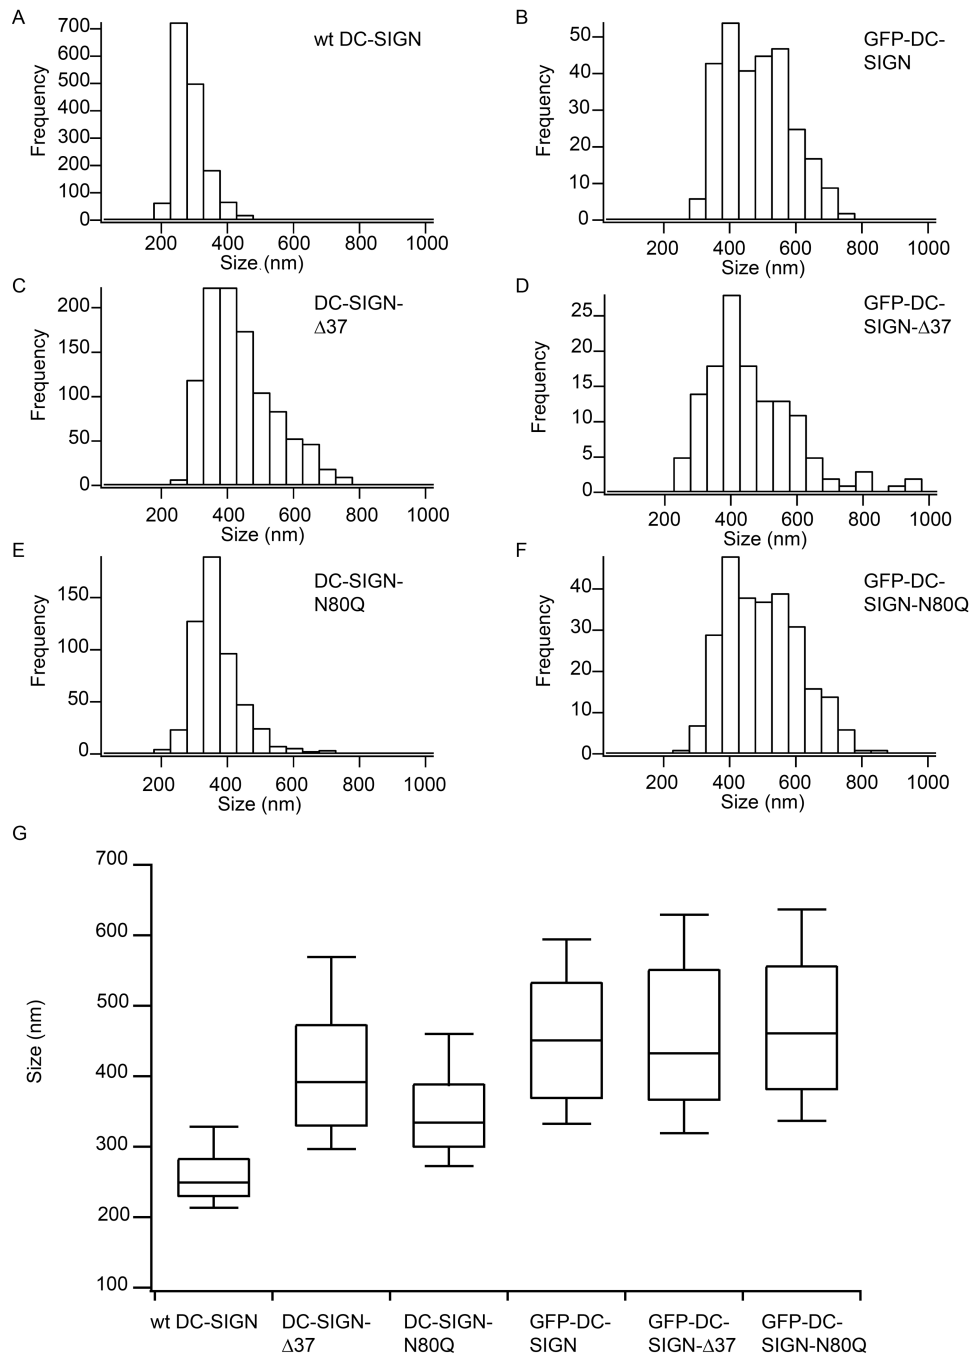 A
700
600
500
400
300
200
100
0
Frequency
wt DC-SIGN
200 400 600 800 1000
Size (nm)
B
50
40
30
20
10
0
Frequency
GFP-DC-
SIGN
200 400 600 800 1000
Size (nm)
C
200
150
100
50
0
Frequency
DC-SIGN-
Δ37
200 400 600 800 1000
Size (nm)
D
25
20
15
10
5
0
Frequency
GFP-DC-
SIGN-Δ37
200 400 600 800 1000
Size (nm)
E
150
100
50
0
Frequency
DC-SIGN-
N80Q
200 400 600 800 1000
Size (nm)
F
40
30
20
10
0
Frequency
GFP-DC-
SIGN-N80Q
200 400 600 800 1000
Size (nm)
G
700
600
500
400
300
200
100
Size (nm)
wt DC-SIGN
DC-SIGN-
Δ37
DC-SIGN-
N80Q
GFP-DC-
SIGN
GFP-DC-
SIGN-Δ37
GFP-DC-
SIGN-N80Q